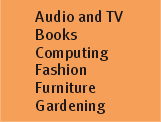 Audio and TV
Books
Computing
Fashion
Furniture
Gardening